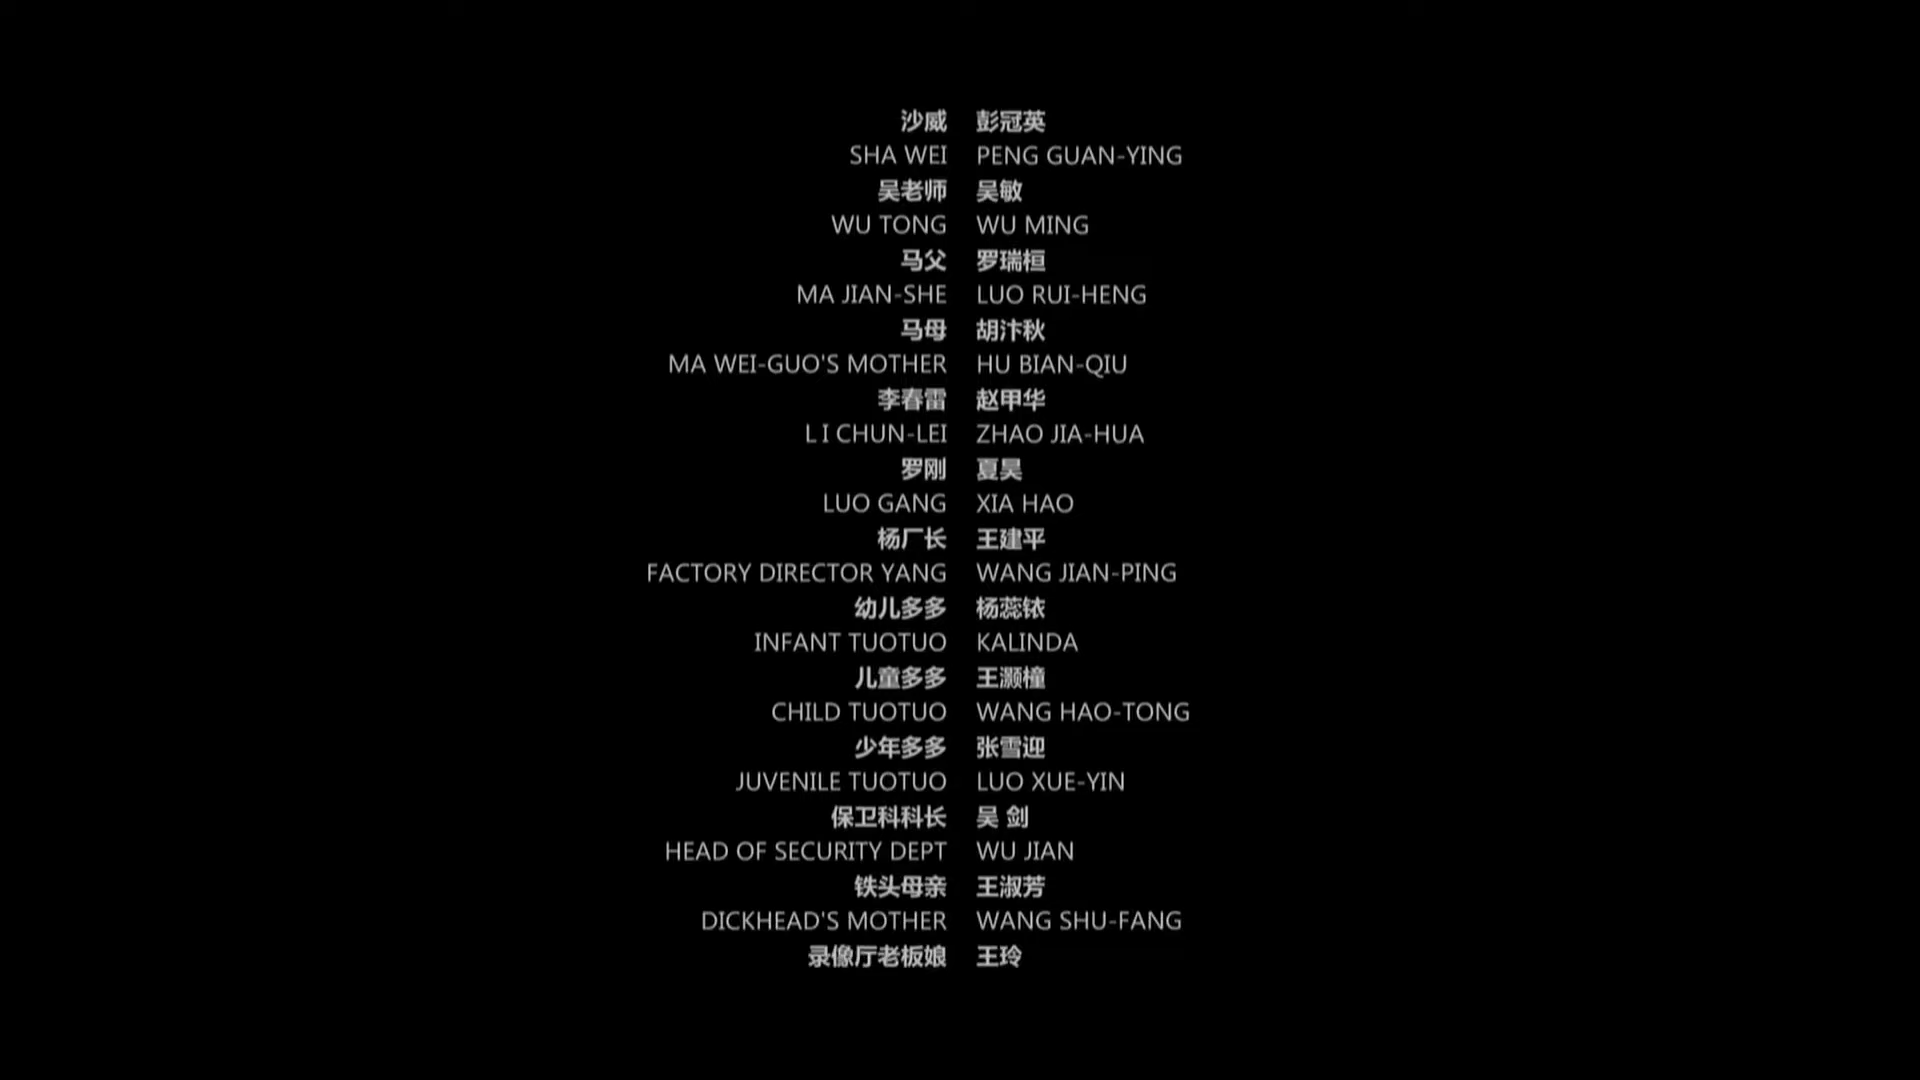 沙威 彭冠英
SHA WEI PENG GUAN-YING
吴老师 吴敏
WU TONG WU MING
马父 罗瑞桓
MA JIAN-SHE LUO RUI-HENG
马母 胡汴秋
MA WEI-GUO'S MOTHER HU BIAN-QIU
李春雷 赵甲华
L I CHUN-LEI ZHAO JIA-HUA
罗刚 夏昊
LUO GANG XIA HAO
杨厂长 王建平
FACTORY DIRECTOR YANG WANG JIAN-PING
幼儿多多 杨蕊铱
INFANT TUOTUO KALINDA
儿童多多 王灏橦
CHILD TUOTUO WANG HAO-TONG
少年多多 张雪迎
JUVENILE TUOTUO LUO XUE-YIN
保卫科科长 吴 剑
HEAD OF SECURITY DEPT WU JIAN
铁头母亲 王淑芳
DICKHEAD'S MOTHER WANG SHU-FANG
录像厅老板娘 王玲